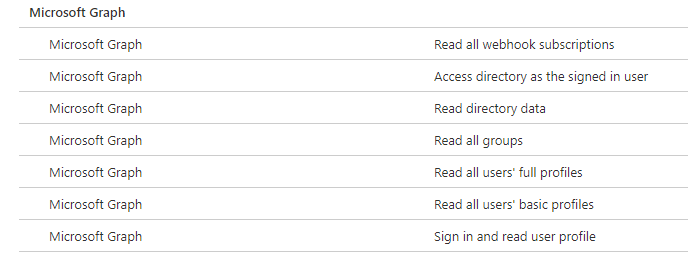 Microsoft Graph
Microsoft Graph Read all webhook subscriptions
Microsoft Graph Access directory as the signed in user
Microsoft Graph Read directory data
Microsoft Graph Read all groups
Microsoft Graph Read all users' full profiles
Microsoft Graph Read all users' basic profiles
Microsoft Graph Sign in and read user profile